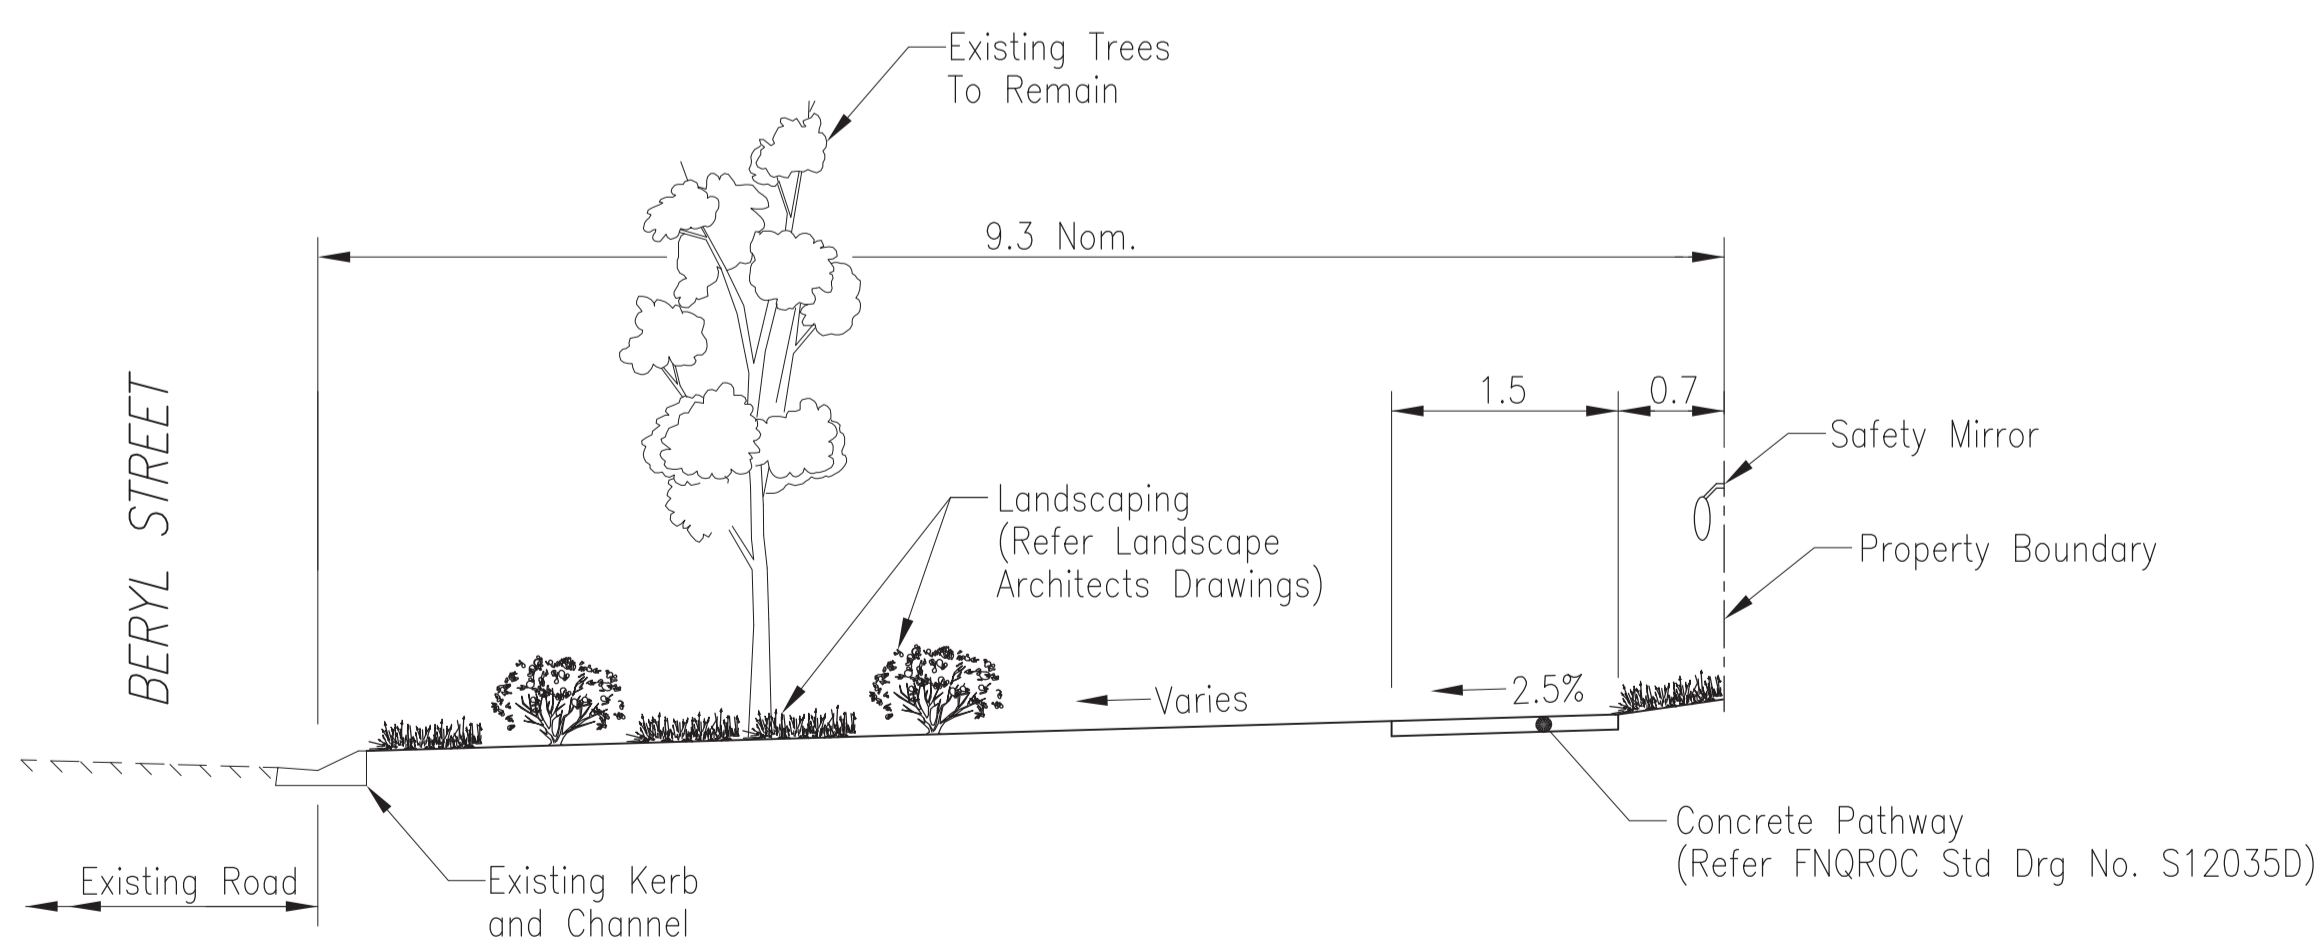 Existing Trees
To Remain
9.3 Nom.
BERYL STREET
1.5
0.7
Safety Mirror
Landscaping
(Refer Landscape
Architects Drawings)
Property Boundary
Varies
2.5%
Concrete Pathway
(Refer FNQROC Std Drg No. S12035D)
Existing Road
Existing Kerb
and Channel